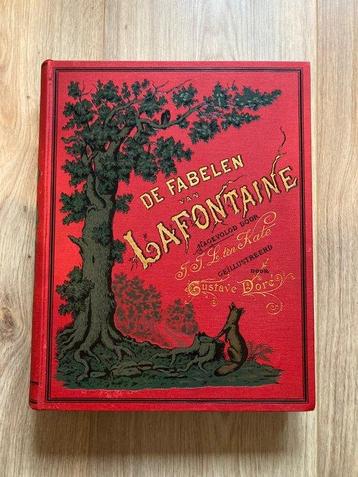 DE FABELEN
VAN
LAFONTAINE
NAGEVOLGD DOOR
J. J. L. ten Kate
GEÏLLUSTREERD
DOOR
Gustave Doré